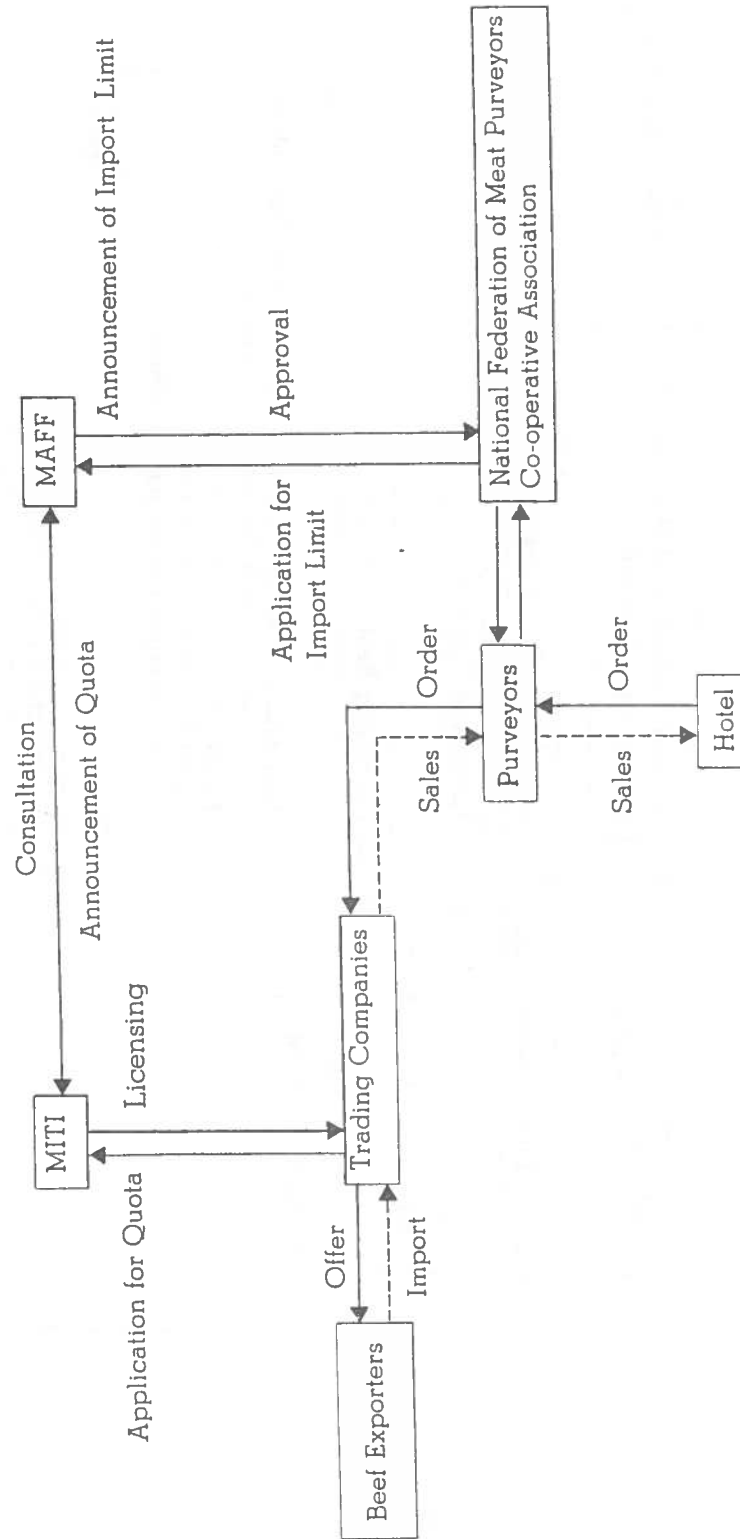 Consultation
MITI
MAFF
Announcement of Quota
Announcement of Import Limit
Application for Quota
Licensing
Application for
Import Limit
Approval
Offer
Order
Beef Exporters
Trading Companies
Import
Sales
Purveyors
National Federation of Meat Purveyors
Co-operative Association
Sales
Order
Hotel